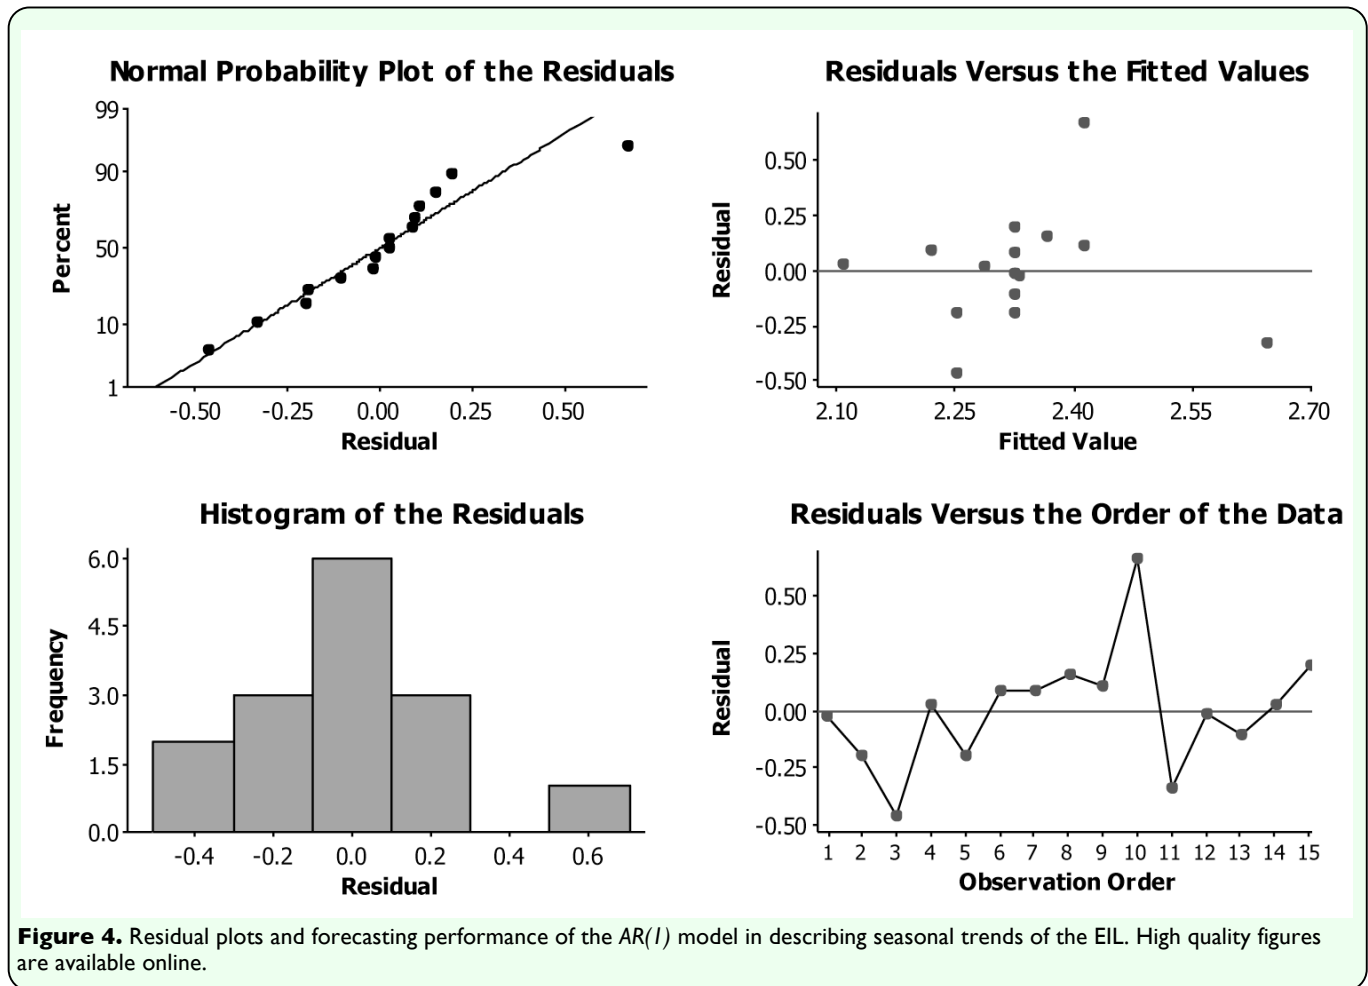 Normal Probability Plot of the Residuals
99
90
50
10
1
Percent
-0.50 -0.25 0.00 0.25 0.50
Residual
Residuals Versus the Fitted Values
0.50
0.25
0.00
-0.25
-0.50
Residual
2.10 2.25 2.40 2.55 2.70
Fitted Value
Histogram of the Residuals
6.0
4.5
3.0
1.5
0.0
Frequency
-0.4 -0.2 0.0 0.2 0.4 0.6
Residual
Residuals Versus the Order of the Data
0.50
0.25
0.00
-0.25
-0.50
Residual
1 2 3 4 5 6 7 8 9 10 11 12 13 14 15
Observation Order
Figure 4. Residual plots and forecasting performance of the AR(1) model in describing seasonal trends of the EIL. High quality figures
are available online.